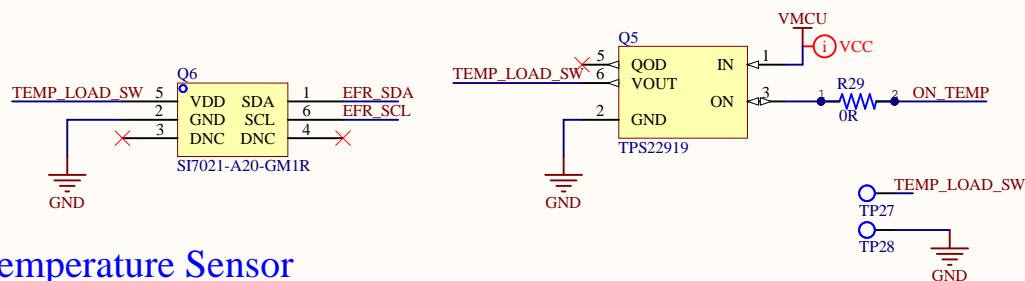 VMCU
VCC
Q6
TEMP_LOAD_SW 5 VDD SDA 1 EFR_SDA
2 GND SCL 6 EFR_SCL
3 DNC DNC 4
SI7021-A20-GM1R
GND
Q5
5 QOD IN 1
TEMP_LOAD_SW 6 VOUT
ON 3
2 GND
TPS22919
GND
i
R29
1 2 ON_TEMP
0R
TEMP_LOAD_SW
TP27
TP28
GND
emperature Sensor